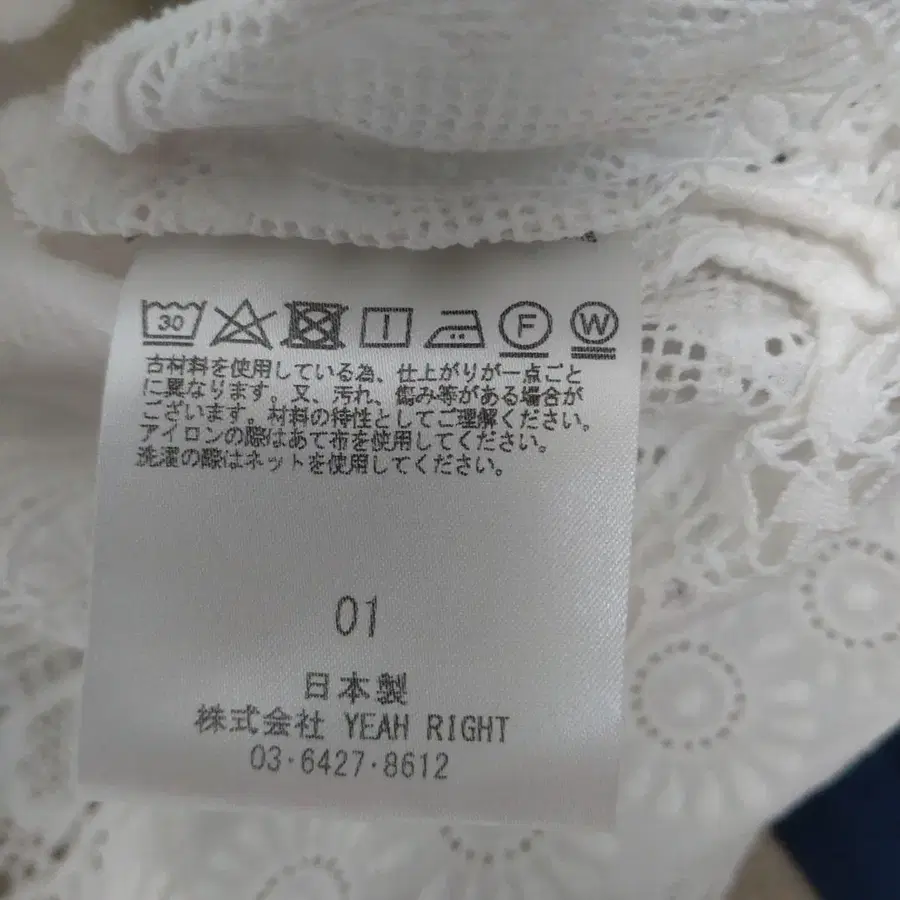 30 F W
古材料を使用している為、仕上がりが一点ごと
に異なります。又、汚れ、傷み等がある場合が
ございます。材料の特性としてご理解ください。
アイロンの際はあて布を使用してください。
洗濯の際はネットを使用してください。
01
日本製
株式会社 YEAH RIGHT
03·6427·8612